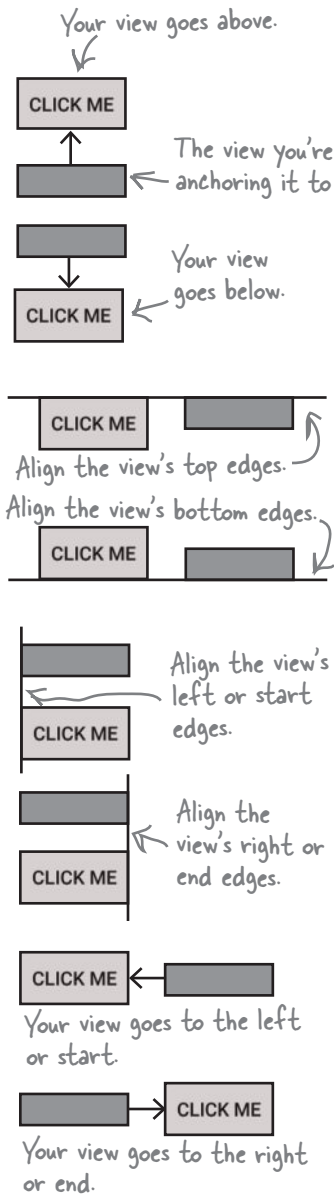 Your view goes above.
CLICK ME
The view you're
anchoring it to
Your view
goes below.
CLICK ME
CLICK ME
Align the view's top edges.
Align the view's bottom edges.
CLICK ME
Align the view's
left or start
edges.
CLICK ME
Align the
view's right or
end edges.
CLICK ME
CLICK ME
Your view goes to the left
or start.
CLICK ME
Your view goes to the right
or end.